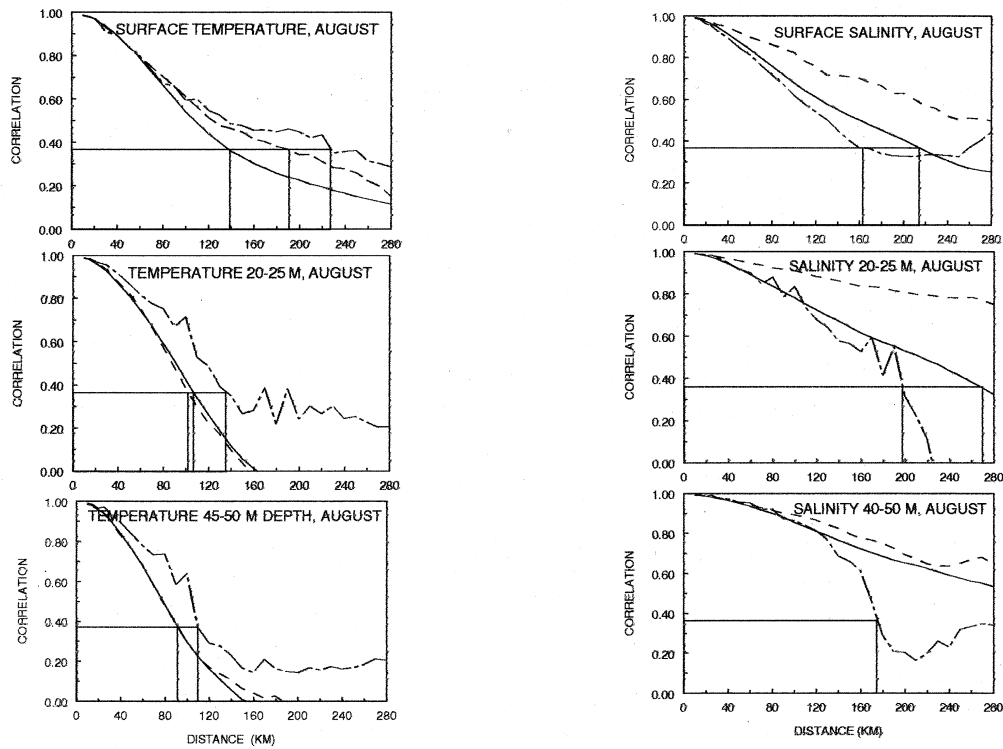 SURFACE TEMPERATURE, AUGUST
CORRELATION
1.00
0.80
0.60
0.40
0.20
0.00
0 40 80 120 160 200 240 280
TEMPERATURE 20-25 M, AUGUST
CORRELATION
1.00
0.80
0.60
0.40
0.20
0.00
0 40 80 120 160 200 240 280
TEMPERATURE 45-50 M DEPTH, AUGUST
CORRELATION
1.00
0.80
0.60
0.40
0.20
0.00
0 40 80 120 160 200 240 280
DISTANCE (KM)
SURFACE SALINITY, AUGUST
CORRELATION
1.00
0.80
0.60
0.40
0.20
0.00
0 40 80 120 160 200 240 280
SALINITY 20-25 M, AUGUST
CORRELATION
1.00
0.80
0.60
0.40
0.20
0.00
0 40 80 120 160 200 240 280
SALINITY 40-50 M, AUGUST
CORRELATION
1.00
0.80
0.60
0.40
0.20
0.00
0 40 80 120 160 200 240 280
DISTANCE (KM)